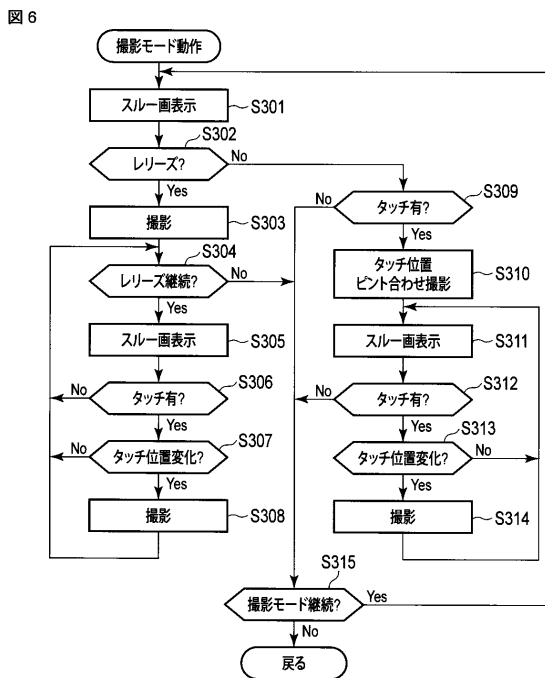 図 6
撮影モード動作
スルー画表示
S301
S302
レリーズ?
No
Yes
撮影
S303
S304
レリーズ継続?
No
Yes
スルー画表示
S305
S306
タッチ有?
No
Yes
S307
タッチ位置変化?
No
Yes
撮影
S308
S309
タッチ有?
No
Yes
タッチ位置
ピント合わせ撮影
S310
スルー画表示
S311
S312
タッチ有?
No
Yes
S313
タッチ位置変化?
No
Yes
撮影
S314
S315
撮影モード継続?
Yes
No
戻る